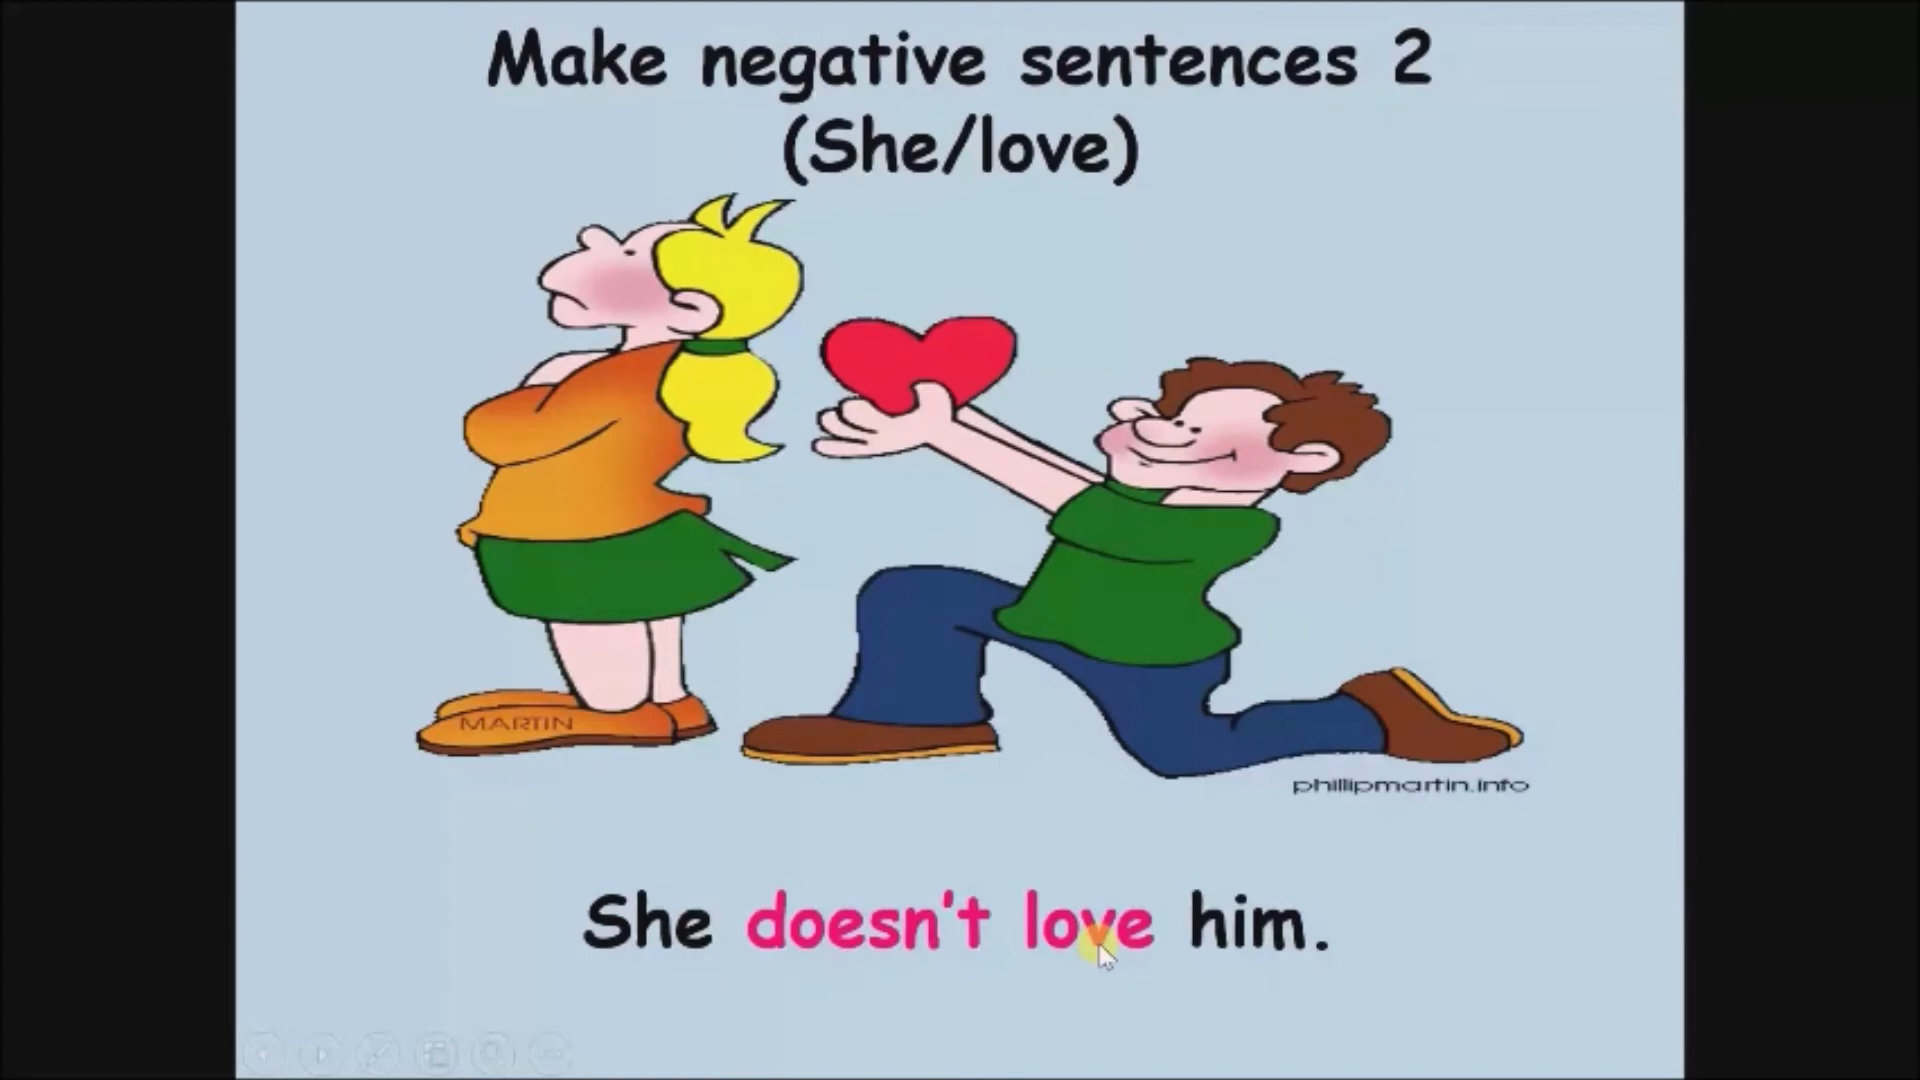 Make negative sentences 2
(She/love)
MARTIN
phillipmartin.info
She doesn't love him.